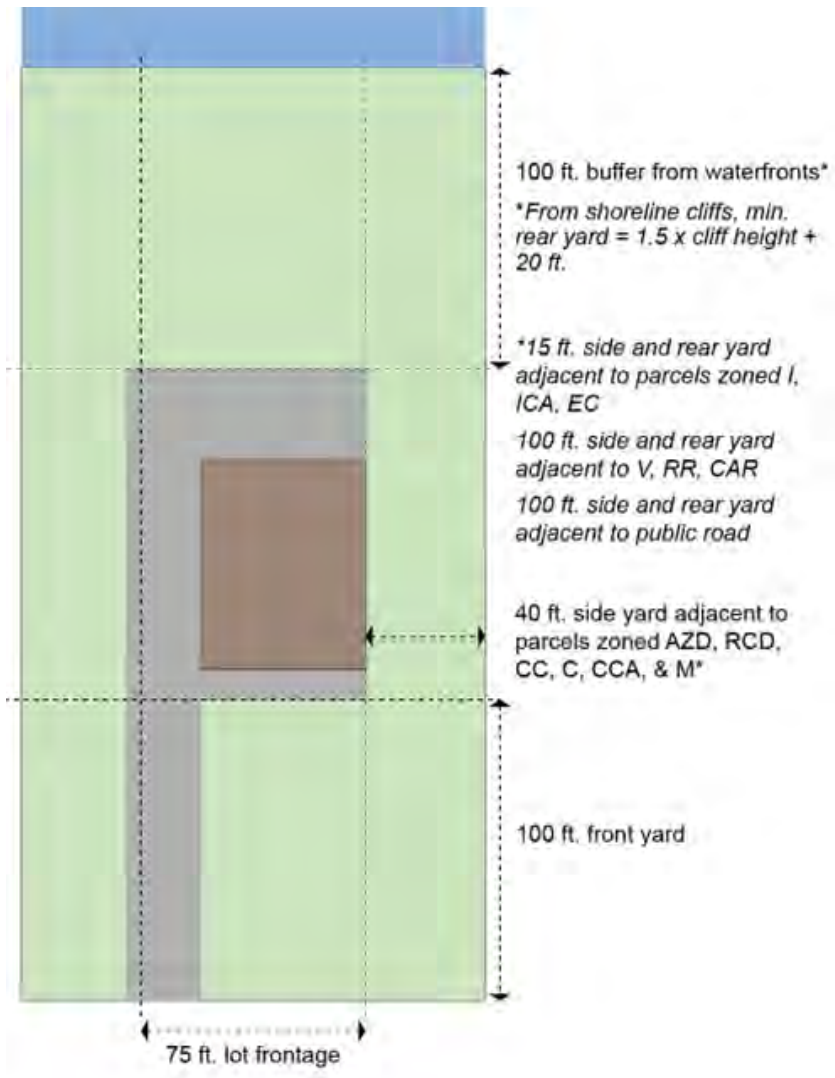 100 ft. buffer from waterfronts*
*From shoreline cliffs, min.
rear yard = 1.5 x cliff height +
20 ft.
*15 ft. side and rear yard
adjacent to parcels zoned I,
ICA, EC
100 ft. side and rear yard
adjacent to V, RR, CAR
100 ft. side and rear yard
adjacent to public road
40 ft. side yard adjacent to
parcels zoned AZD, RCD,
CC, C, CCA, & M*
100 ft. front yard
75 ft. lot frontage